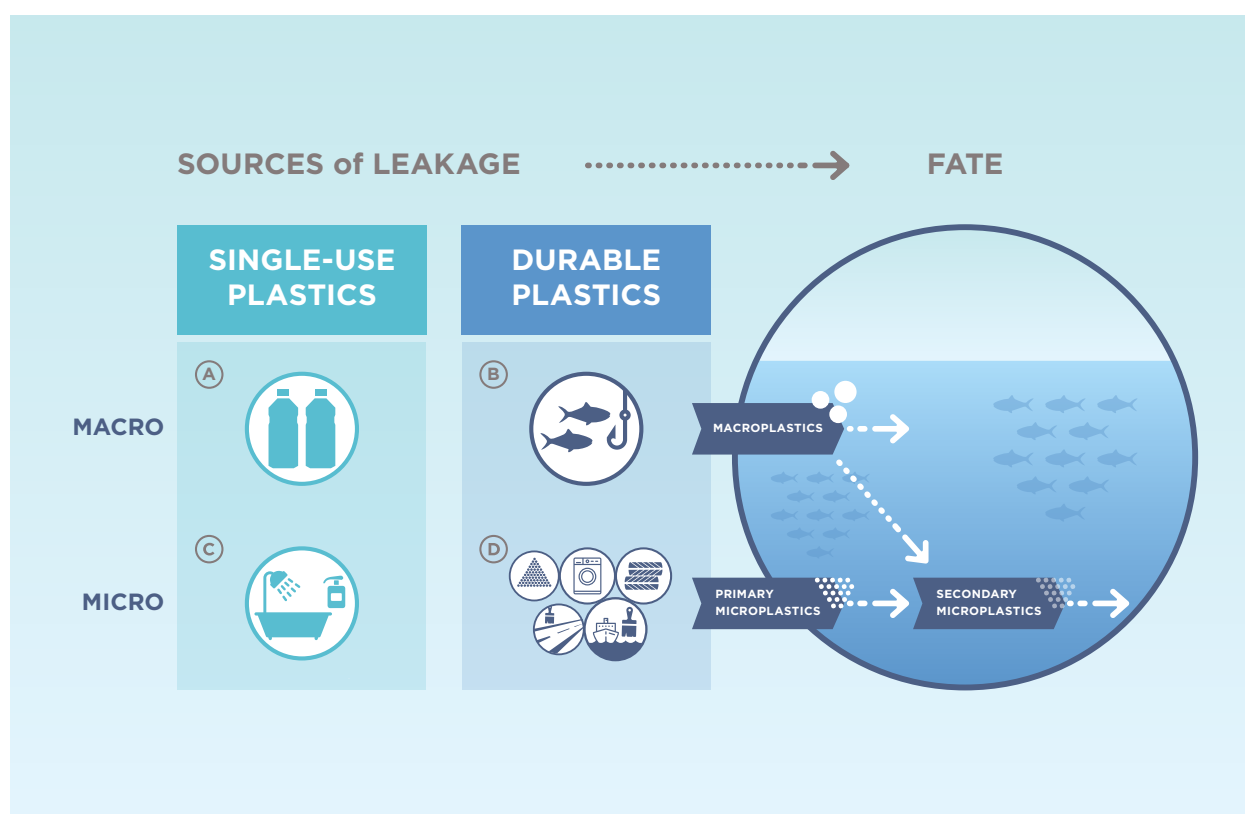 SOURCES of LEAKAGE
FATE
SINGLE-USE
PLASTICS
DURABLE
PLASTICS
A
B
MACRO
MACROPLASTICS
C
D
MICRO
PRIMARY
MICROPLASTICS
SECONDARY
MICROPLASTICS